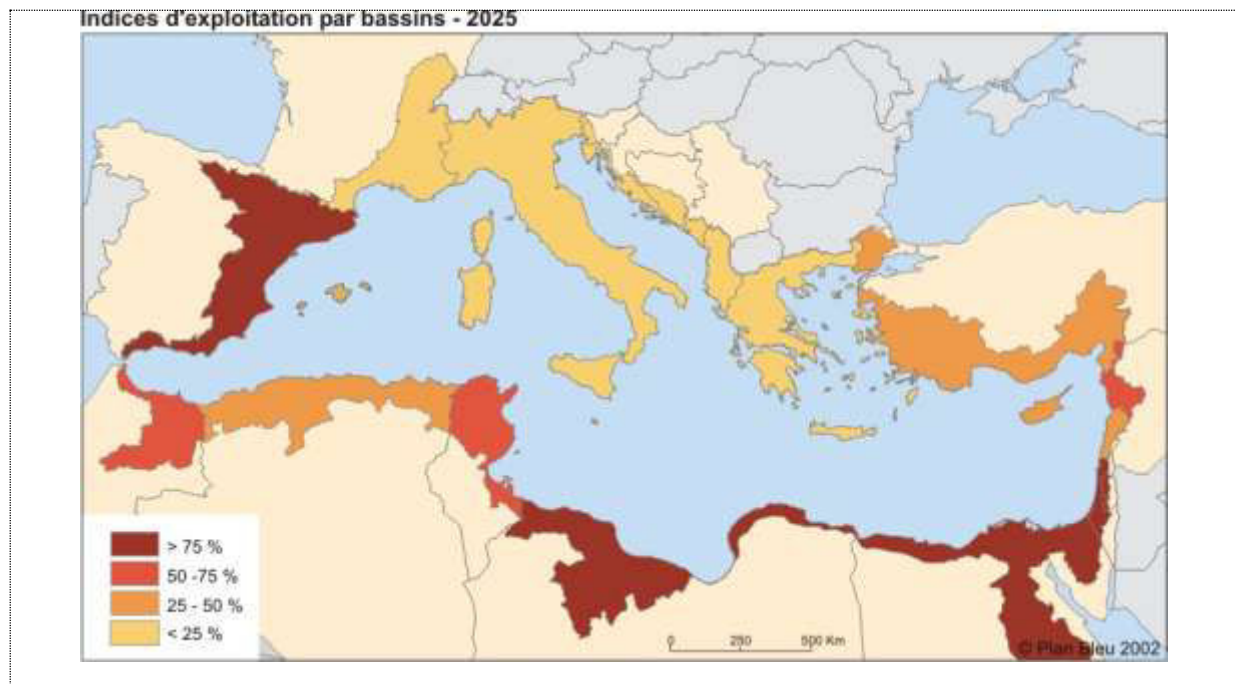 Indices d'exploitation par bassins - 2025
> 75 %
50 -75 %
25 - 50 %
< 25 %
0 250 500 Km
© Plan Bleu 2002